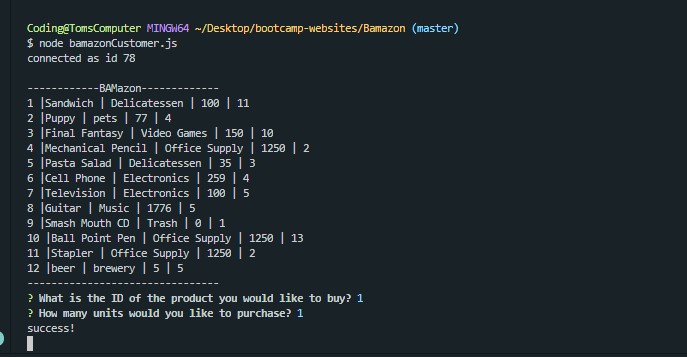 Coding@TomsComputer MINGW64 ~/Desktop/bootcamp-websites/Bamazon (master)
$ node bamazonCustomer.js
connected as id 78
------------BAMazon-------------
1 |Sandwich | Delicatessen | 100 | 11
2 |Puppy | pets | 77 | 4
3 |Final Fantasy | Video Games | 150 | 10
4 |Mechanical Pencil | Office Supply | 1250 | 2
5 |Pasta Salad | Delicatessen | 35 | 3
6 |Cell Phone | Electronics | 259 | 4
7 |Television | Electronics | 100 | 5
8 |Guitar | Music | 1776 | 5
9 |Smash Mouth CD | Trash | 0 | 1
10 |Ball Point Pen | Office Supply | 1250 | 13
11 |Stapler | Office Supply | 1250 | 2
12 |beer | brewery | 5 | 5
--------------------------------
? What is the ID of the product you would like to buy? 1
? How many units would you like to purchase? 1
success!